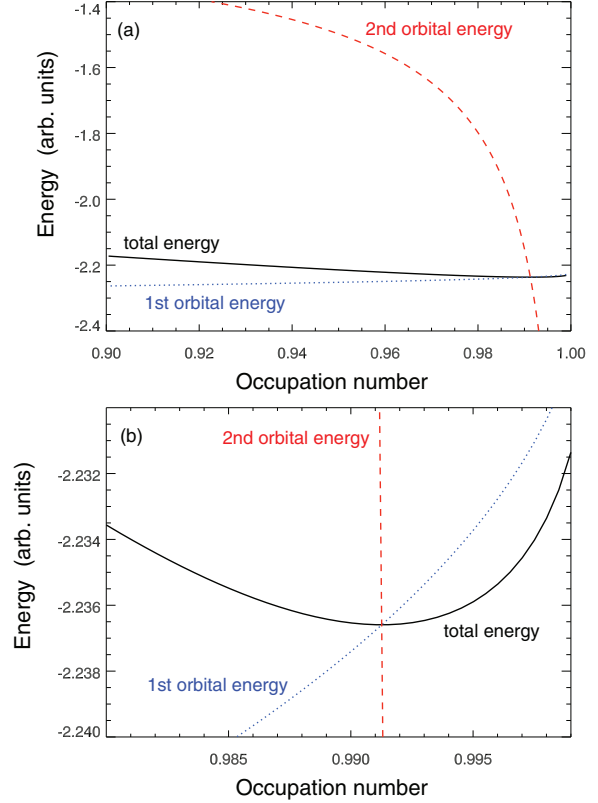 -1.4
(a)
2nd orbital energy
-1.6
-1.8
Energy (arb. units)
-2.0
total energy
-2.2
1st orbital energy
-2.4
0.90 0.92 0.94 0.96 0.98 1.00
Occupation number
(b)
2nd orbital energy
-2.232
-2.234
Energy (arb. units)
-2.236
total energy
-2.238
1st orbital energy
-2.240
0.985 0.990 0.995
Occupation number